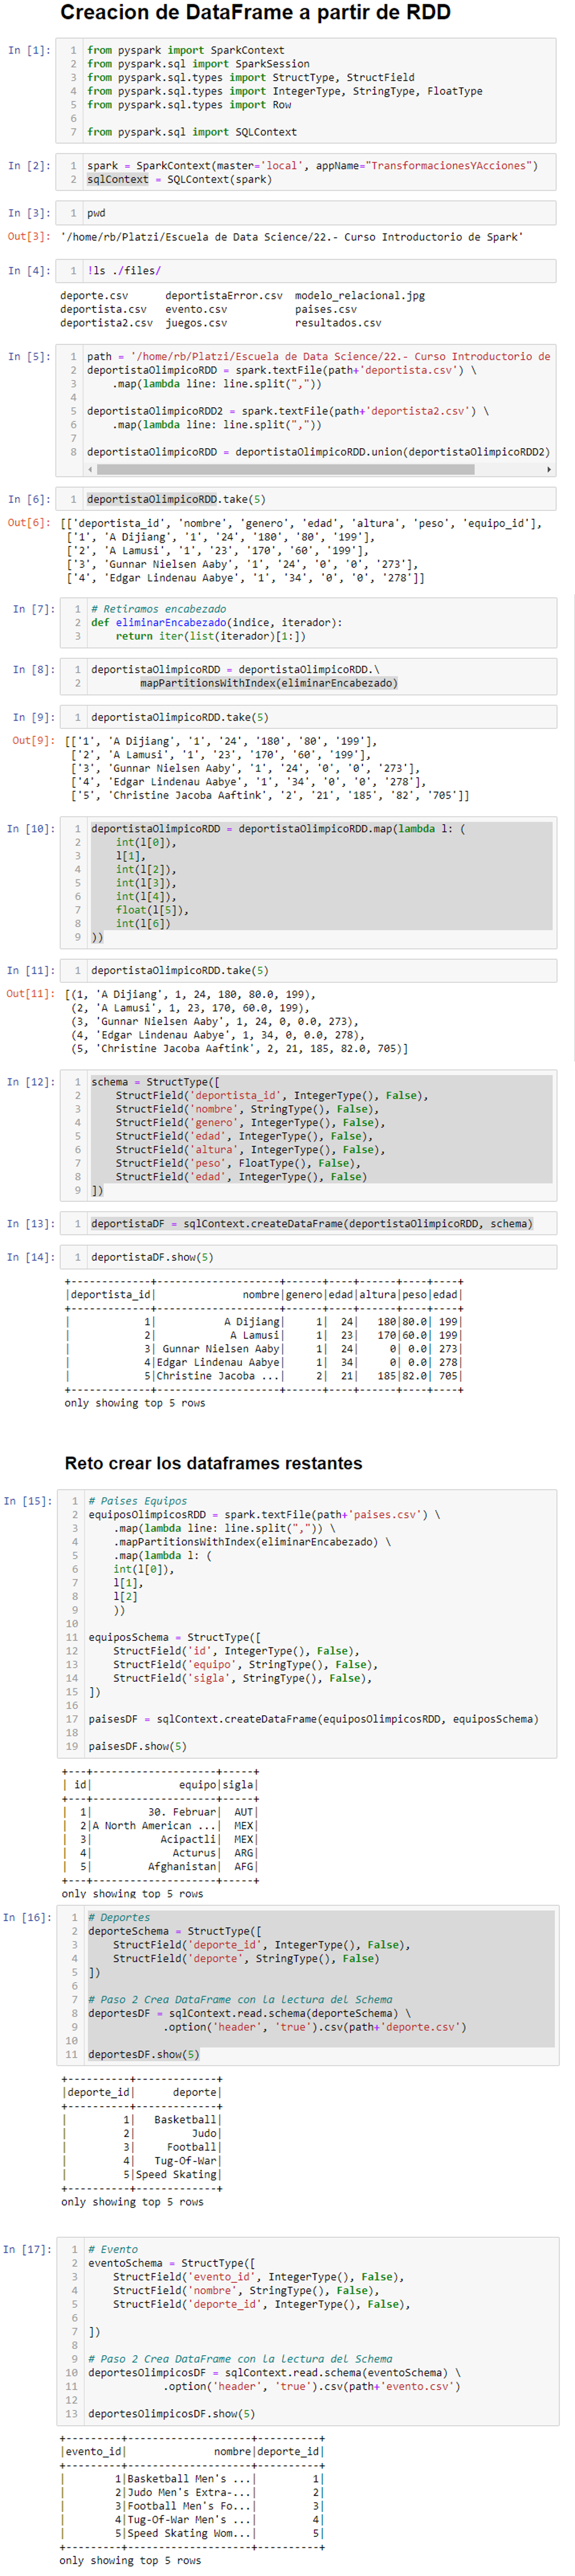 Creacion de DataFrame a partir de RDD
In [1]:
1 from pyspark import SparkContext
2 from pyspark.sql import SparkSession
3 from pyspark.sql.types import StructType, StructField
4 from pyspark.sql.types import IntegerType, StringType, FloatType
5 from pyspark.sql.types import Row
6
7 from pyspark.sql import SQLContext
In [2]:
1 spark = SparkContext(master='local', appName="TransformacionesYAcciones")
2 sqlContext = SQLContext(spark)
In [3]:
1 pwd
Out[3]: '/home/rb/Platzi/Escuela de Data Science/22.- Curso Introductorio de Spark'
In [4]:
1 !ls ./files/
deporte.csv      deportistaError.csv  modelo_relacional.jpg
deportista.csv   evento.csv           paises.csv
deportista2.csv  juegos.csv           resultados.csv
In [5]:
1 path = '/home/rb/Platzi/Escuela de Data Science/22.- Curso Introductorio de
2 deportistaOlimpicoRDD = spark.textFile(path+'deportista.csv') \
3     .map(lambda line: line.split(","))
4
5 deportistaOlimpicoRDD2 = spark.textFile(path+'deportista2.csv') \
6     .map(lambda line: line.split(","))
7
8 deportistaOlimpicoRDD = deportistaOlimpicoRDD.union(deportistaOlimpicoRDD2)
In [6]:
1 deportistaOlimpicoRDD.take(5)
Out[6]: [['deportista_id', 'nombre', 'genero', 'edad', 'altura', 'peso', 'equipo_id'],
['1', 'A Dijiang', '1', '24', '180', '80', '199'],
['2', 'A Lamusi', '1', '23', '170', '60', '199'],
['3', 'Gunnar Nielsen Aaby', '1', '24', '0', '0', '273'],
['4', 'Edgar Lindenau Aabye', '1', '34', '0', '0', '278']]
In [7]:
1 # Retiramos encabezado
2 def eliminarEncabezado(indice, iterador):
3     return iter(list(iterador)[1:])
In [8]:
1 deportistaOlimpicoRDD = deportistaOlimpicoRDD.\
2         mapPartitionsWithIndex(eliminarEncabezado)
In [9]:
1 deportistaOlimpicoRDD.take(5)
Out[9]: [['1', 'A Dijiang', '1', '24', '180', '80', '199'],
['2', 'A Lamusi', '1', '23', '170', '60', '199'],
['3', 'Gunnar Nielsen Aaby', '1', '24', '0', '0', '273'],
['4', 'Edgar Lindenau Aabye', '1', '34', '0', '0', '278'],
['5', 'Christine Jacoba Aaftink', '2', '21', '185', '82', '705']]
In [10]:
1 deportistaOlimpicoRDD = deportistaOlimpicoRDD.map(lambda l: (
2     int(l[0]),
3     l[1],
4     int(l[2]),
5     int(l[3]),
6     int(l[4]),
7     float(l[5]),
8     int(l[6])
9 ))
In [11]:
1 deportistaOlimpicoRDD.take(5)
Out[11]: [(1, 'A Dijiang', 1, 24, 180, 80.0, 199),
(2, 'A Lamusi', 1, 23, 170, 60.0, 199),
(3, 'Gunnar Nielsen Aaby', 1, 24, 0, 0.0, 273),
(4, 'Edgar Lindenau Aabye', 1, 34, 0, 0.0, 278),
(5, 'Christine Jacoba Aaftink', 2, 21, 185, 82.0, 705)]
In [12]:
1 schema = StructType([
2     StructField('deportista_id', IntegerType(), False),
3     StructField('nombre', StringType(), False),
4     StructField('genero', IntegerType(), False),
5     StructField('edad', IntegerType(), False),
6     StructField('altura', IntegerType(), False),
7     StructField('peso', FloatType(), False),
8     StructField('edad', IntegerType(), False)
9 ])
In [13]:
1 deportistaDF = sqlContext.createDataFrame(deportistaOlimpicoRDD, schema)
In [14]:
1 deportistaDF.show(5)
+-------------+--------------------+------+----+------+----+----+
|deportista_id|              nombre|genero|edad|altura|peso|edad|
+-------------+--------------------+------+----+------+----+----+
|            1|           A Dijiang|     1|  24|   180|80.0| 199|
|            2|            A Lamusi|     1|  23|   170|60.0| 199|
|            3| Gunnar Nielsen Aaby|     1|  24|     0| 0.0| 273|
|            4|Edgar Lindenau Aabye|     1|  34|     0| 0.0| 278|
|            5|Christine Jacoba ...|     2|  21|   185|82.0| 705|
+-------------+--------------------+------+----+------+----+----+
only showing top 5 rows
Reto crear los dataframes restantes
In [15]:
1 # Paises Equipos
2 equiposOlimpicosRDD = spark.textFile(path+'paises.csv') \
3     .map(lambda line: line.split(",")) \
4     .mapPartitionsWithIndex(eliminarEncabezado) \
5     .map(lambda l: (
6     int(l[0]),
7     l[1],
8     l[2]
9     ))
10
11 equiposSchema = StructType([
12     StructField('id', IntegerType(), False),
13     StructField('equipo', StringType(), False),
14     StructField('sigla', StringType(), False),
15 ])
16
17 paisesDF = sqlContext.createDataFrame(equiposOlimpicosRDD, equiposSchema)
18
19 paisesDF.show(5)
+---+--------------------+-----+
| id|              equipo|sigla|
+---+--------------------+-----+
|  1|         30. Februar|  AUT|
|  2|A North American ...|  MEX|
|  3|           Acipactli|  MEX|
|  4|             Acturus|  ARG|
|  5|         Afghanistan|  AFG|
+---+--------------------+-----+
only showing top 5 rows
In [16]:
1 # Deportes
2 deporteSchema = StructType([
3     StructField('deporte_id', IntegerType(), False),
4     StructField('deporte', StringType(), False)
5 ])
6
7 # Paso 2 Crea DataFrame con la lectura del Schema
8 deportesDF = sqlContext.read.schema(deporteSchema) \
9             .option('header', 'true').csv(path+'deporte.csv')
10
11 deportesDF.show(5)
+----------+-------------+
|deporte_id|      deporte|
+----------+-------------+
|         1|   Basketball|
|         2|         Judo|
|         3|     Football|
|         4|   Tug-Of-War|
|         5|Speed Skating|
+----------+-------------+
only showing top 5 rows
In [17]:
1 # Evento
2 eventoSchema = StructType([
3     StructField('evento_id', IntegerType(), False),
4     StructField('nombre', StringType(), False),
5     StructField('deporte_id', IntegerType(), False),
6
7 ])
8
9 # Paso 2 Crea DataFrame con la lectura del Schema
10 deportesOlimpicosDF = sqlContext.read.schema(eventoSchema) \
11             .option('header', 'true').csv(path+'evento.csv')
12
13 deportesOlimpicosDF.show(5)
+---------+--------------------+----------+
|evento_id|              nombre|deporte_id|
+---------+--------------------+----------+
|        1|Basketball Men's ...|         1|
|        2|Judo Men's Extra-...|         2|
|        3|Football Men's Fo...|         3|
|        4|Tug-Of-War Men's ...|         4|
|        5|Speed Skating Wom...|         5|
+---------+--------------------+----------+
only showing top 5 rows